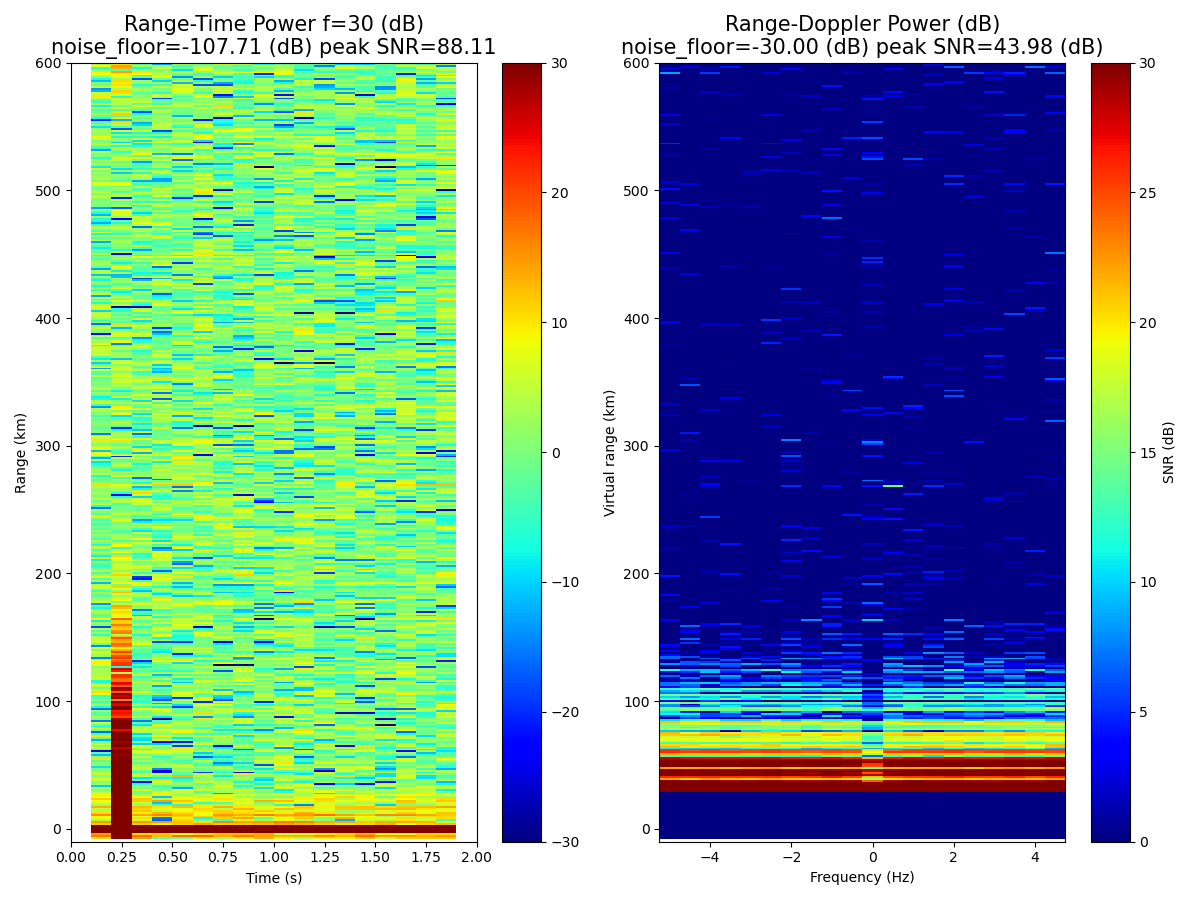 Range-Time Power f=30 (dB)
noise_floor=-107.71 (dB) peak SNR=88.11
Range (km)
600
500
400
300
200
100
0
0.00 0.25 0.50 0.75 1.00 1.25 1.50 1.75 2.00
Time (s)
30
20
10
0
−10
−20
−30
Range-Doppler Power (dB)
noise_floor=-30.00 (dB) peak SNR=43.98 (dB)
Virtual range (km)
600
500
400
300
200
100
0
−4 −2 0 2 4
Frequency (Hz)
30
25
20
15
10
5
0
SNR (dB)